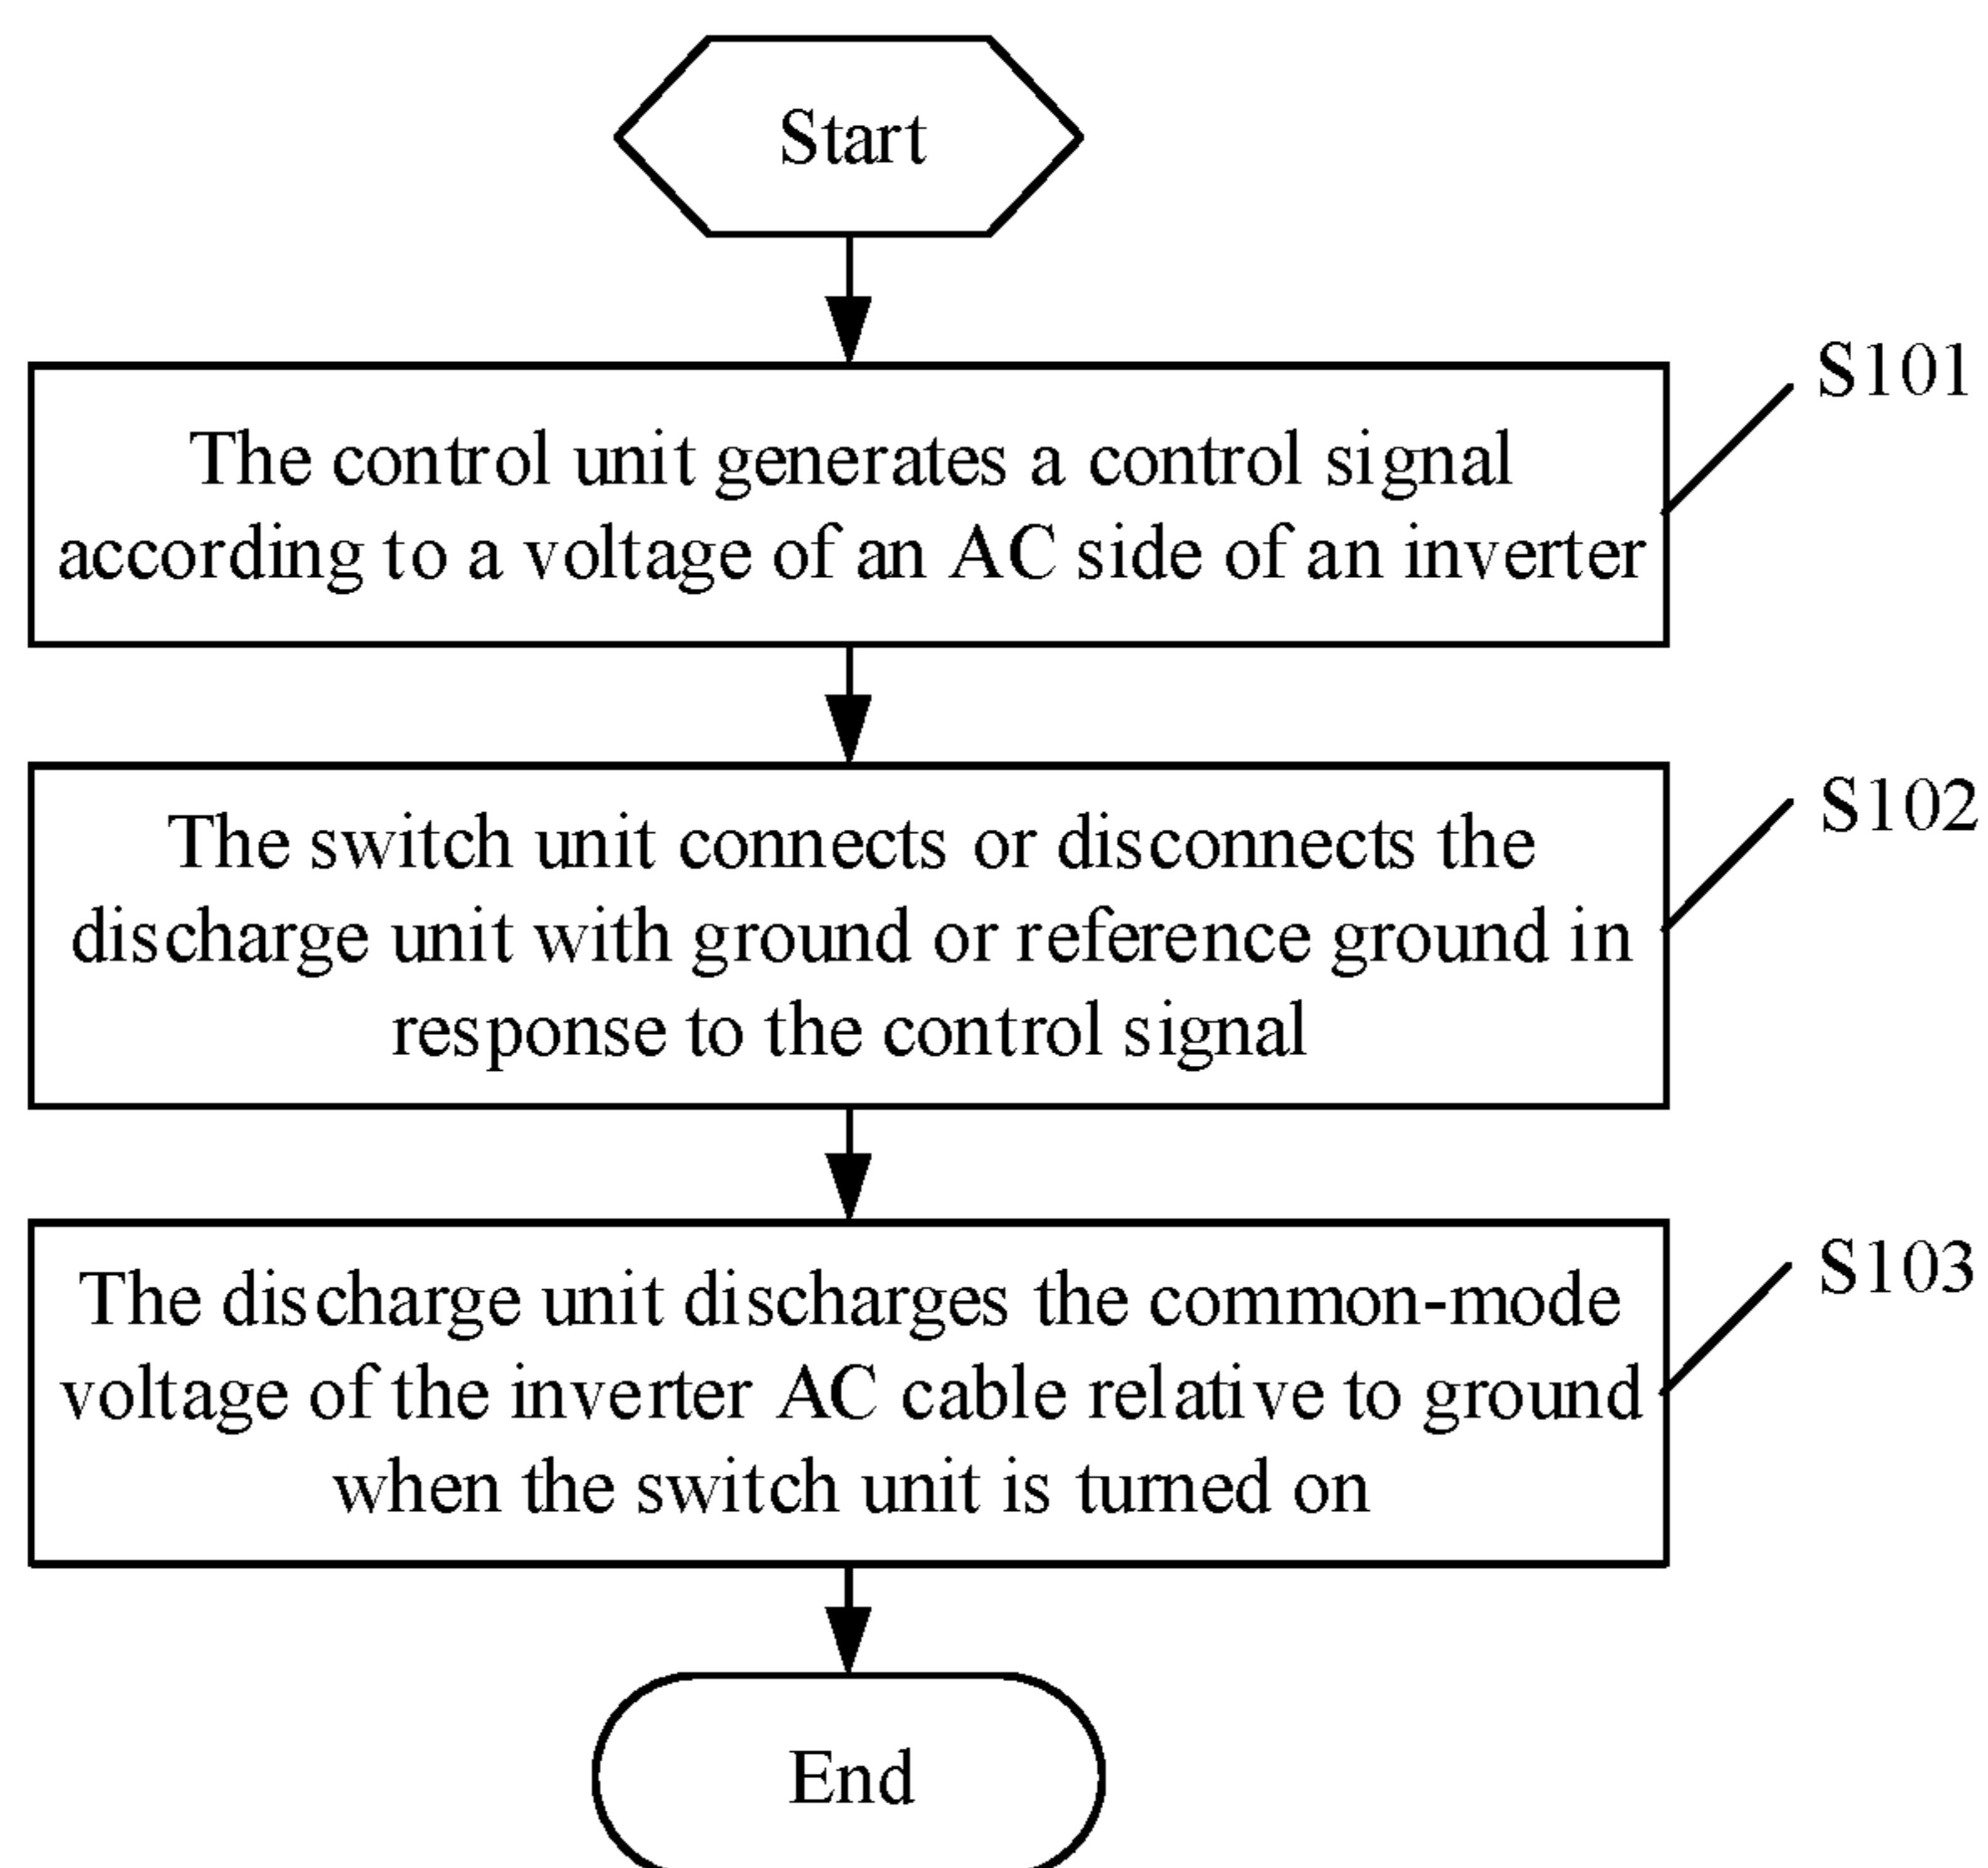 Start
S101
The control unit generates a control signal
according to a voltage of an AC side of an inverter
S102
The switch unit connects or disconnects the
discharge unit with ground or reference ground in
response to the control signal
S103
The discharge unit discharges the common-mode
voltage of the inverter AC cable relative to ground
when the switch unit is turned on
End